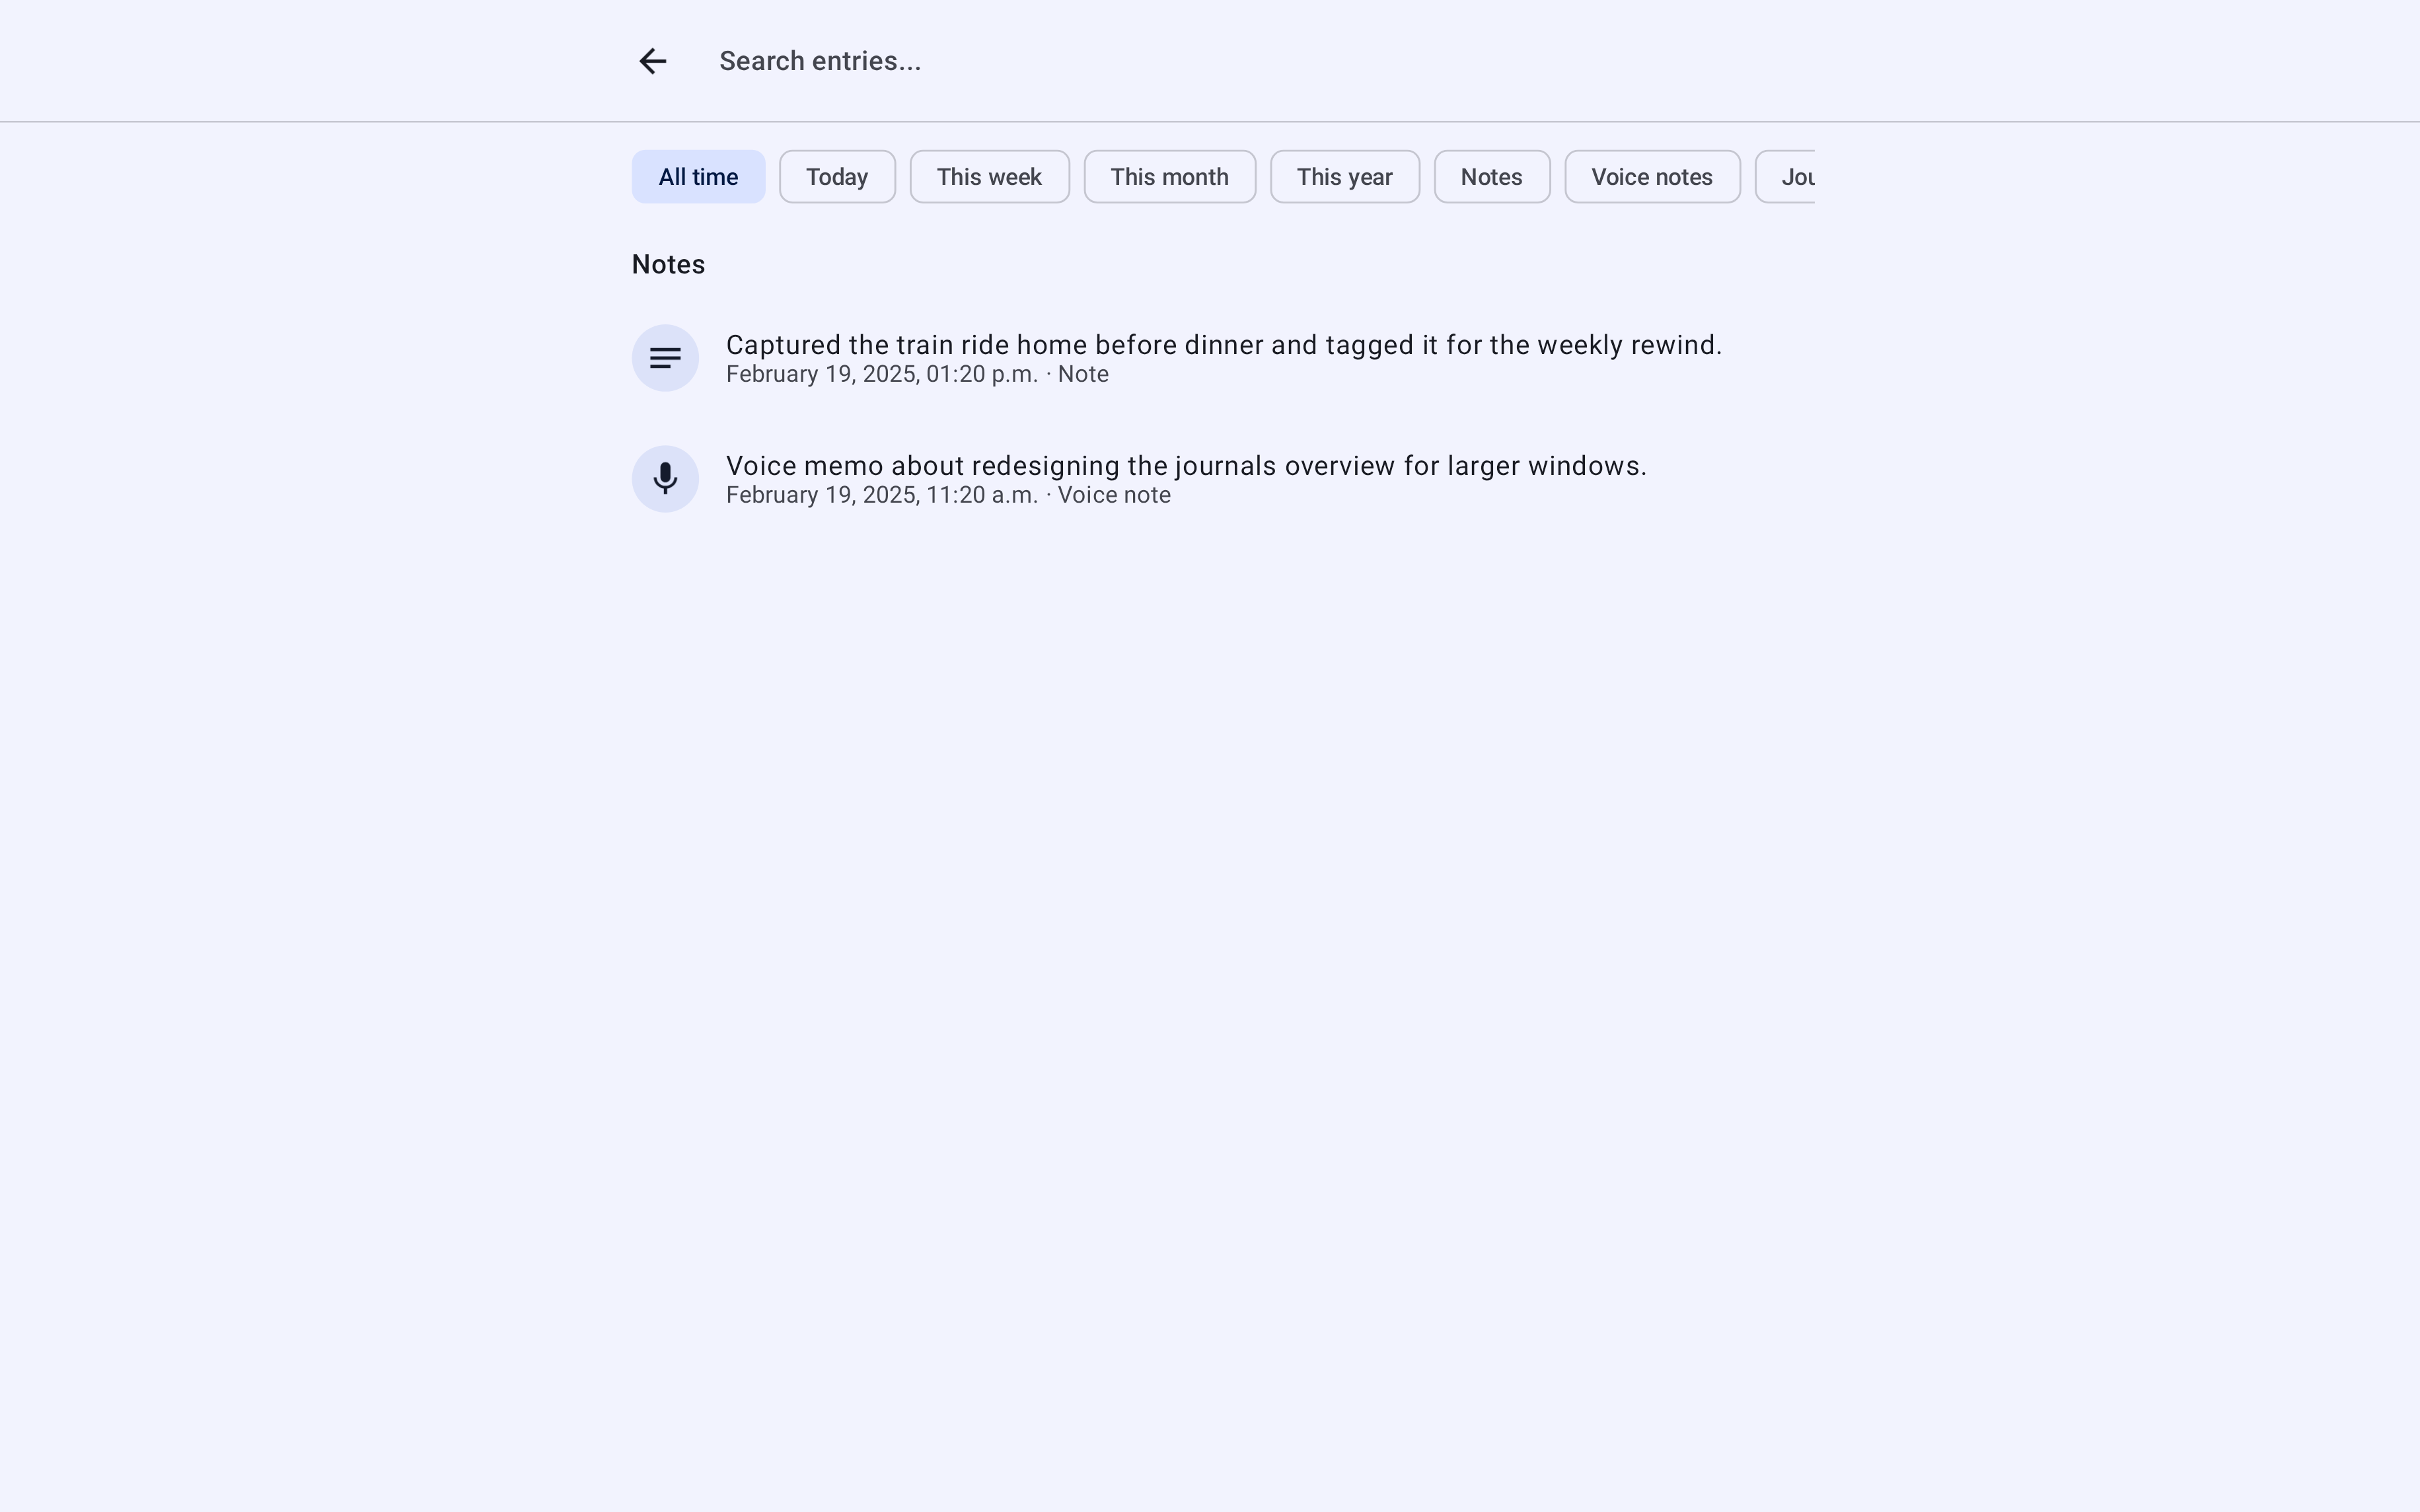 Search entries...
All time Today This week This month This year Notes Voice notes Jou
Notes
Captured the train ride home before dinner and tagged it for the weekly rewind.
February 19, 2025, 01:20 p.m. · Note
Voice memo about redesigning the journals overview for larger windows.
February 19, 2025, 11:20 a.m. · Voice note